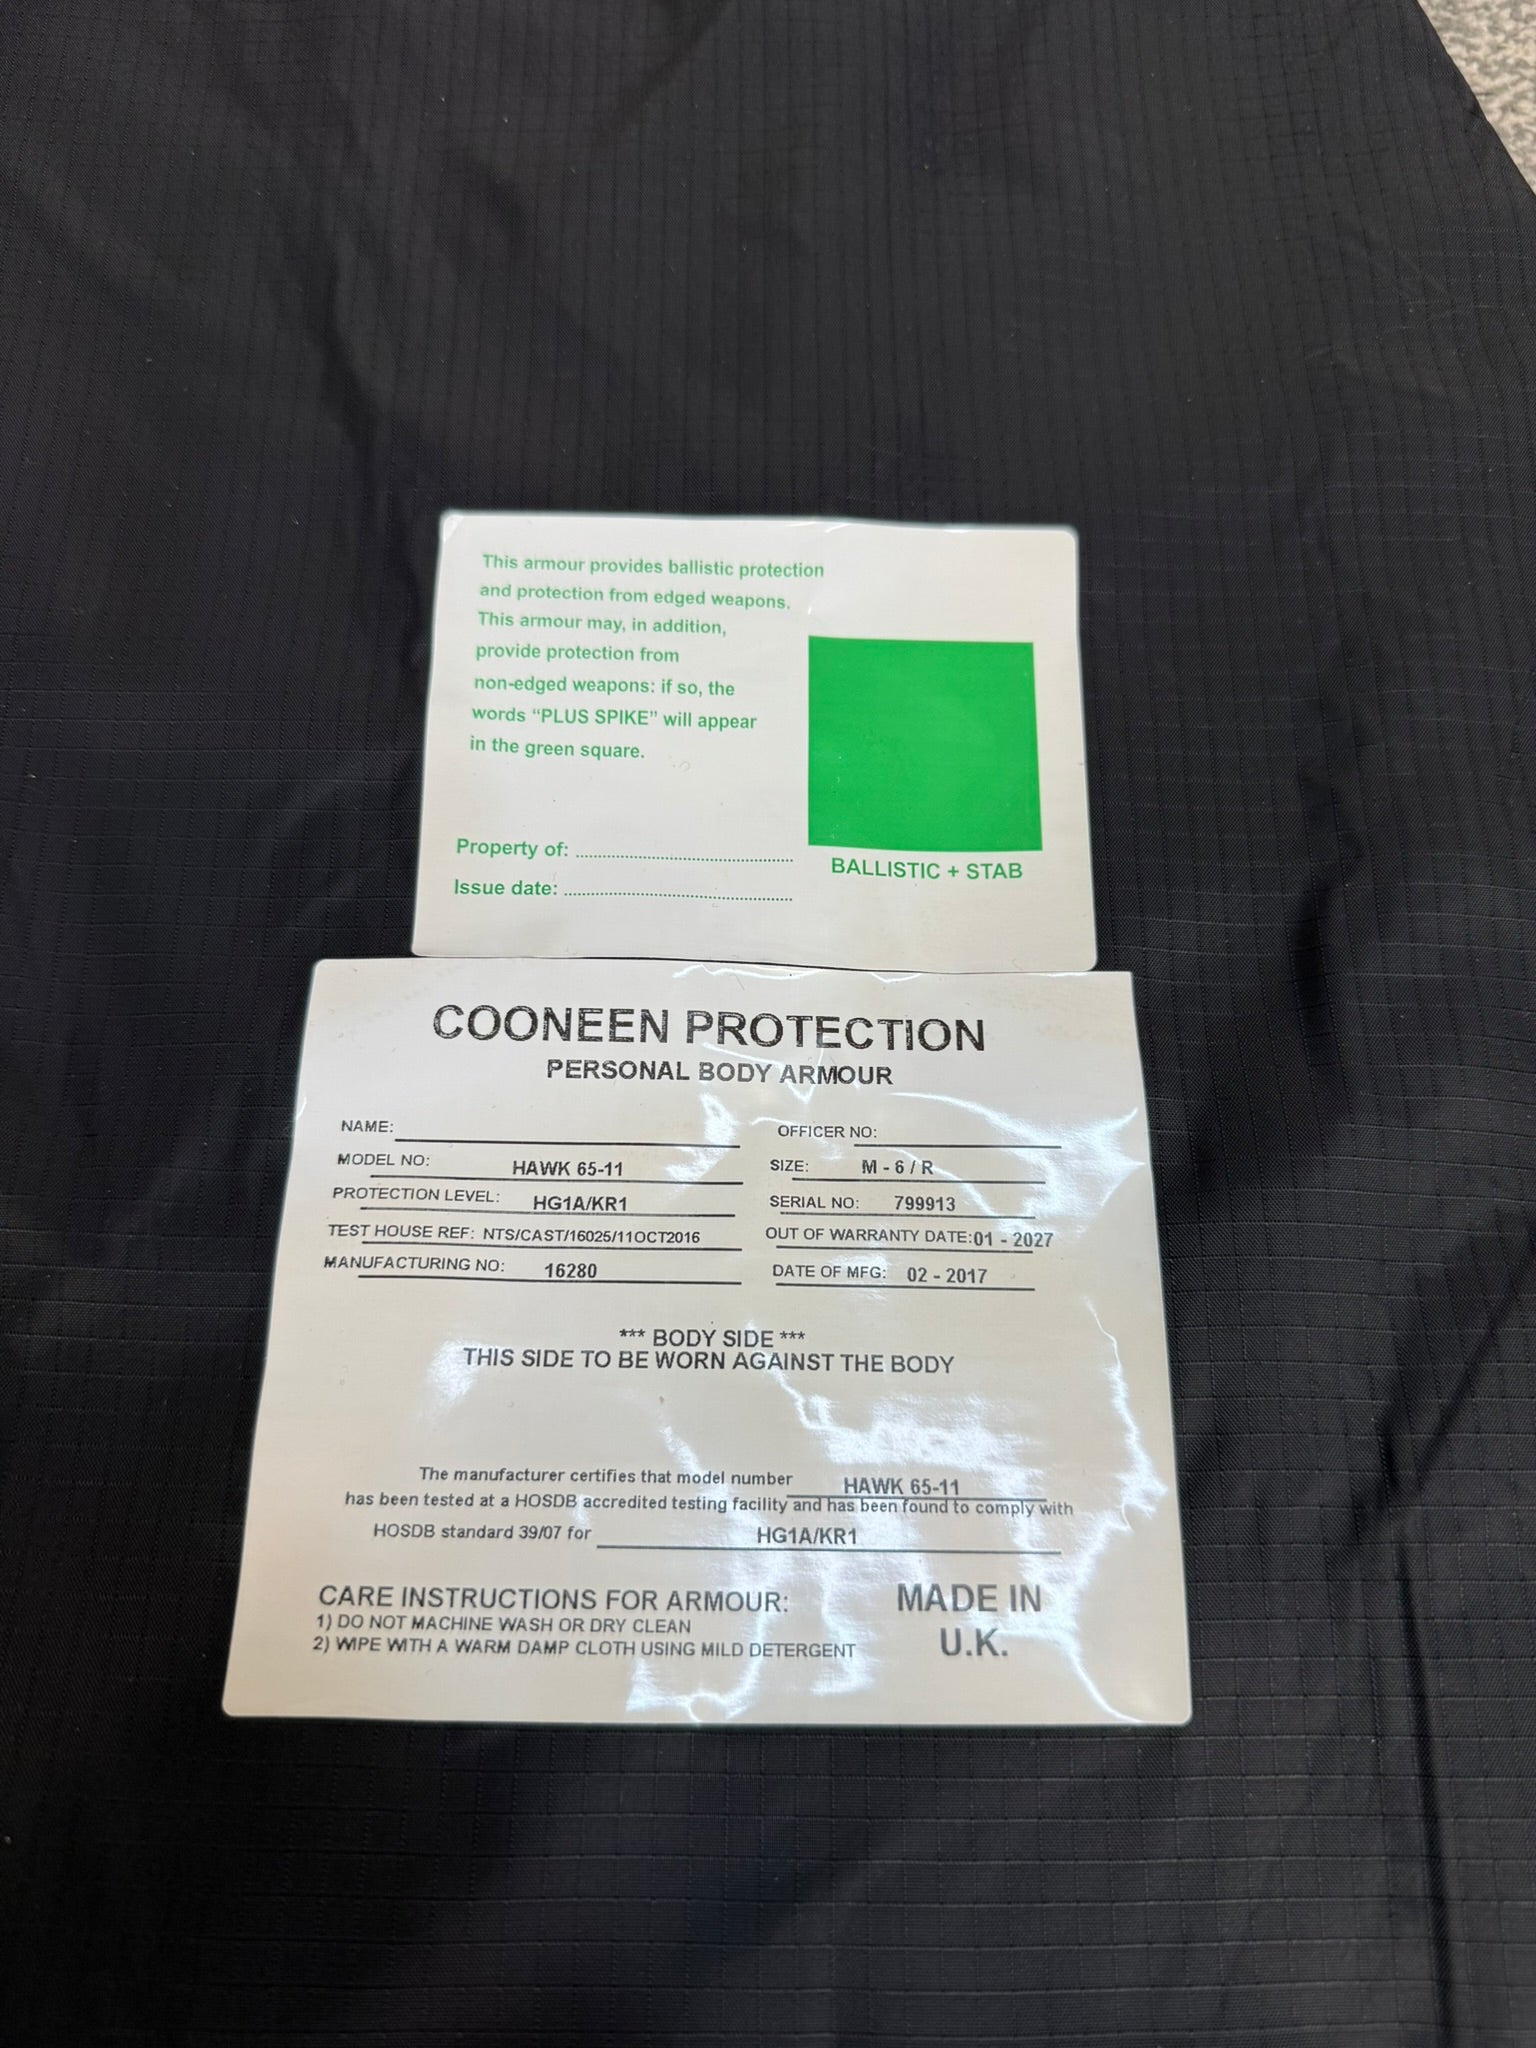 This armour provides ballistic protection
and protection from edged weapons.
This armour may, in addition,
provide protection from
non-edged weapons: if so, the
words “PLUS SPIKE” will appear
in the green square.
Property of: ........................................
Issue date: ..........................................
BALLISTIC + STAB
COONEEN PROTECTION
PERSONAL BODY ARMOUR
NAME:
OFFICER NO:
MODEL NO: HAWK 65-11
SIZE: M - 6 / R
PROTECTION LEVEL: HG1A/KR1
SERIAL NO: 799913
TEST HOUSE REF: NTS/CAST/16025/11OCT2016
OUT OF WARRANTY DATE: 01 - 2027
MANUFACTURING NO: 16280
DATE OF MFG: 02 - 2017
*** BODY SIDE ***
THIS SIDE TO BE WORN AGAINST THE BODY
The manufacturer certifies that model number HAWK 65-11
has been tested at a HOSDB accredited testing facility and has been found to comply with
HOSDB standard 39/07 for HG1A/KR1
CARE INSTRUCTIONS FOR ARMOUR:
1) DO NOT MACHINE WASH OR DRY CLEAN
2) WIPE WITH A WARM DAMP CLOTH USING MILD DETERGENT
MADE IN
U.K.